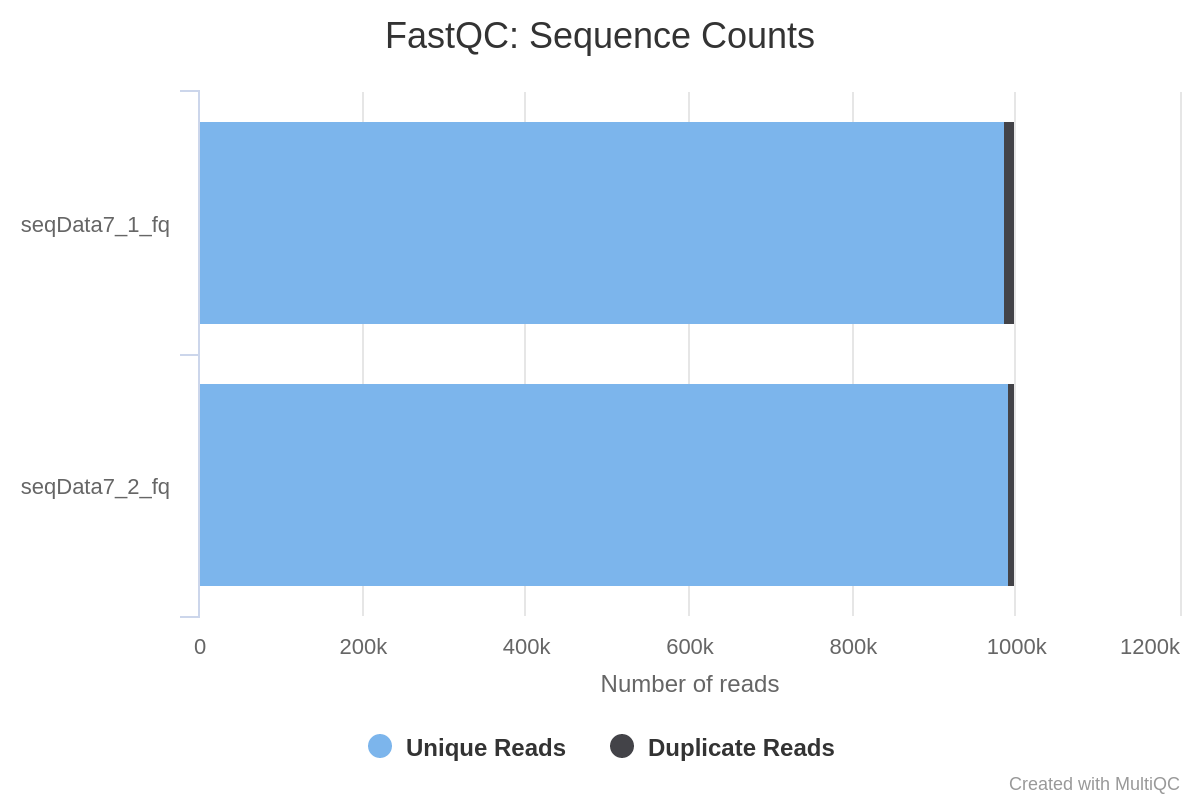 FastQC: Sequence Counts
seqData7_1_fq
seqData7_2_fq
0 200k 400k 600k 800k 1000k 1200k
Number of reads
Unique Reads Duplicate Reads
Created with MultiQC